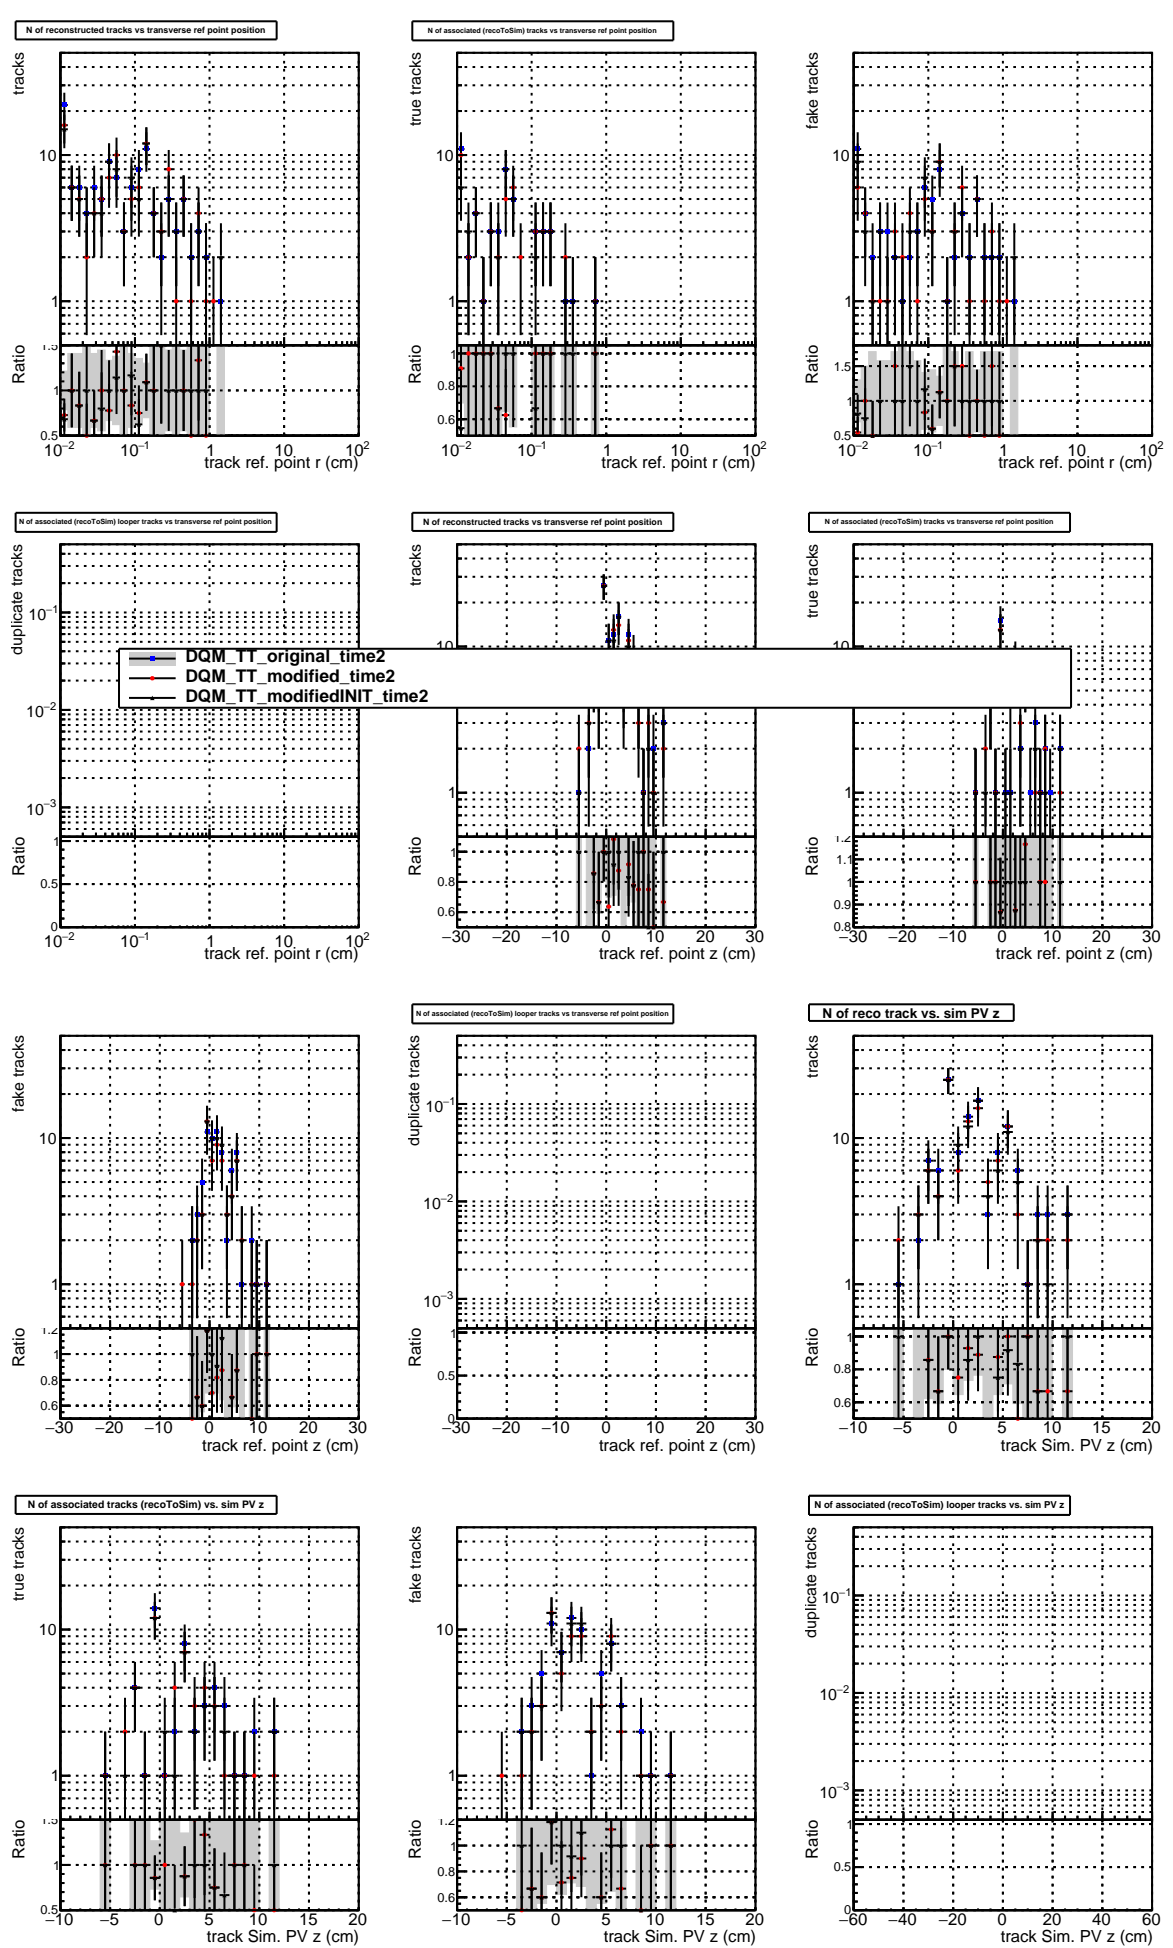 N of reconstructed tracks vs transverse ref point position
tracks
10
1
Ratio
1.5
1
0.5
10−2 10−1 1 10 102
track ref. point r (cm)
N of associated (recoToSim) tracks vs transverse ref point position
true tracks
10
1
Ratio
1
0.8
0.6
10−2 10−1 1 10 102
track ref. point r (cm)
fake tracks
10
1
Ratio
1.5
1
0.5
10−2 10−1 1 10 102
track ref. point r (cm)
N of associated (recoToSim) looper tracks vs transverse ref point position
duplicate tracks
10−1
10−2
10−3
Ratio
1
0.5
0
10−2 10−1 1 10 102
track ref. point r (cm)
N of reconstructed tracks vs transverse ref point position
tracks
10
1
Ratio
1
0.8
0.6
−30 −20 −10 0 10 20 30
track ref. point z (cm)
N of associated (recoToSim) tracks vs transverse ref point position
true tracks
10
1
Ratio
1.2
1.1
1
0.9
0.8
−30 −20 −10 0 10 20 30
track ref. point z (cm)
DQM_TT_original_time2
DQM_TT_modified_time2
DQM_TT_modifiedINIT_time2
fake tracks
10
1
Ratio
1.2
1
0.8
0.6
−30 −20 −10 0 10 20 30
track ref. point z (cm)
N of associated (recoToSim) looper tracks vs transverse ref point position
duplicate tracks
10−1
10−2
10−3
Ratio
1
0.5
0
−30 −20 −10 0 10 20 30
track ref. point z (cm)
N of reco track vs. sim PV z
tracks
10
1
Ratio
1
0.8
0.6
−10 −5 0 5 10 15 20
track Sim. PV z (cm)
N of associated tracks (recoToSim) vs. sim PV z
true tracks
10
1
Ratio
1.5
1
0.5
−10 −5 0 5 10 15 20
track Sim. PV z (cm)
fake tracks
10
1
Ratio
1.2
1
0.8
0.6
−10 −5 0 5 10 15 20
track Sim. PV z (cm)
N of associated (recoToSim) looper tracks vs. sim PV z
duplicate tracks
10−1
10−2
10−3
Ratio
1
0.5
0
−60 −40 −20 0 20 40 60
track Sim. PV z (cm)